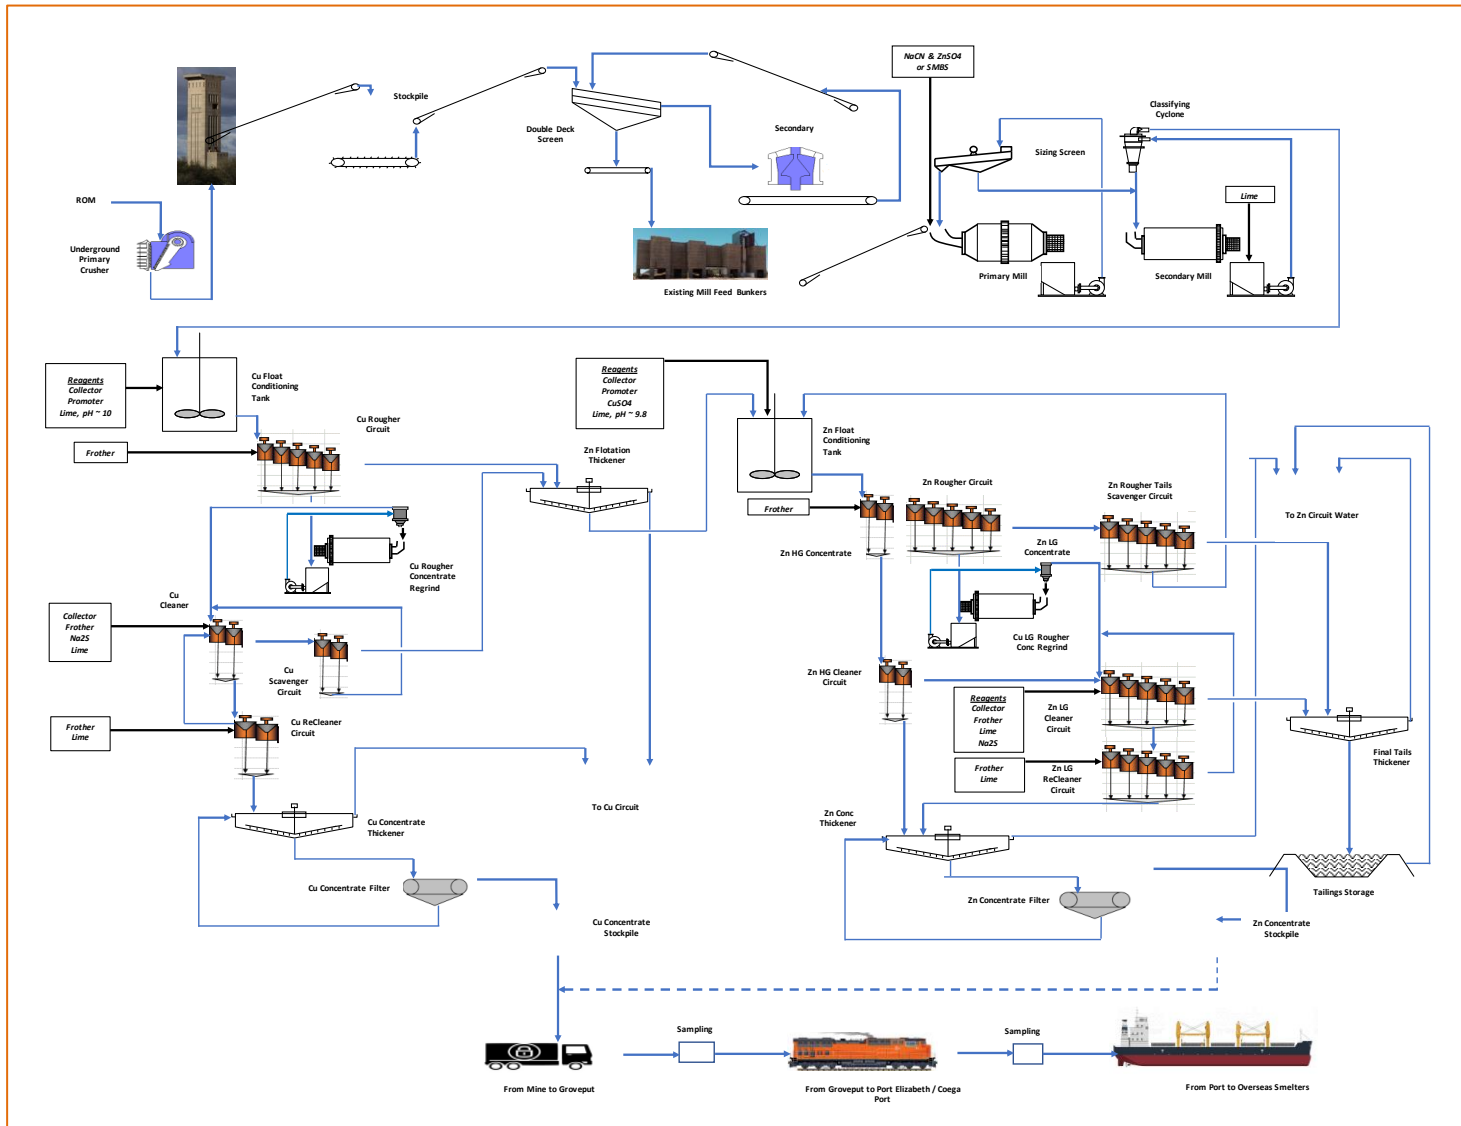 NaCN & ZnSO4
or SMBS
Classifying
Cyclone
Stockpile
Double Deck
Screen
Secondary
Sizing Screen
Lime
ROM
Underground
Primary
Crusher
Existing Mill Feed Bunkers
Primary Mill
Secondary Mill
Reagents
Collector
Promoter
Lime, pH ~ 10
Cu Float
Conditioning
Tank
Cu Rougher
Circuit
Frother
Reagents
Collector
Promoter
CuSO4
Lime, pH ~ 9.8
Zn Flotation
Thickener
Zn Float
Conditioning
Tank
Frother
Zn Rougher Circuit
Zn Rougher Tails
Scavenger Circuit
To Zn Circuit Water
Zn HG Concentrate
Zn LG
Concentrate
Cu Rougher
Concentrate
Regrind
Cu
Cleaner
Collector
Frother
Na2S
Lime
Cu
Scavenger
Circuit
Cu LG Rougher
Conc Regrind
Zn HG Cleaner
Circuit
Reagents
Collector
Frother
Lime
Na2S
Zn LG
Cleaner
Circuit
Frother
Lime
Cu ReCleaner
Circuit
Frother
Lime
Zn LG
ReCleaner
Circuit
Final Tails
Thickener
To Cu Circuit
Cu Concentrate
Thickener
Zn Conc
Thickener
Cu Concentrate Filter
Zn Concentrate Filter
Tailings Storage
Cu Concentrate
Stockpile
Zn Concentrate
Stockpile
Sampling
Sampling
From Mine to Groveput
From Groveput to Port Elizabeth / Coega
Port
From Port to Overseas Smelters